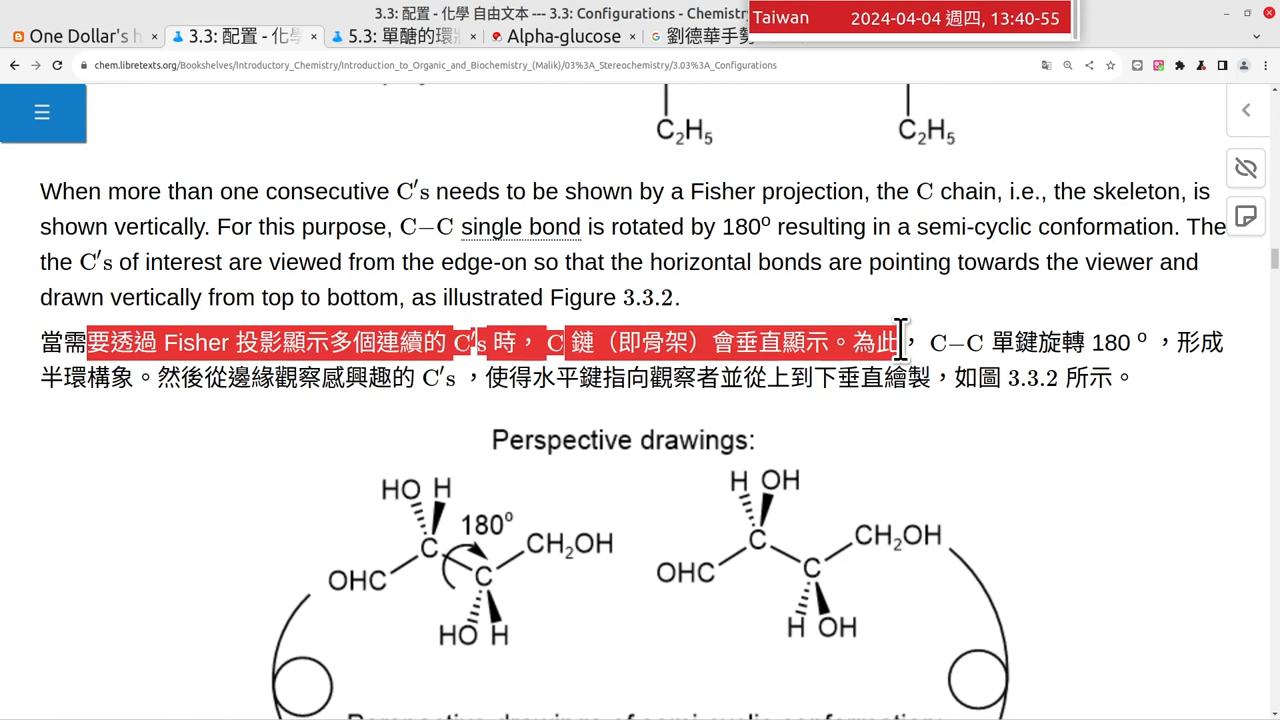 3.3: 配置 - 化學 自由文本 --- 3.3: Configurations - Chemistry
Taiwan 2024-04-04 週四, 13:40-55
One Dollar's h
3.3: 配置 - 化學
5.3: 單醣的環
Alpha-glucose
劉德華手勢
chem.libretexts.org/Bookshelves/Introductory_Chemistry/Introduction_to_Organic_and_Biochemistry_(Malik)/03%3A_Stereochemistry/3.03%3A_Configurations
C₂H₅ C₂H₅
When more than one consecutive C′s needs to be shown by a Fisher projection, the C chain, i.e., the skeleton, is
shown vertically. For this purpose, C−C single bond is rotated by 180º resulting in a semi-cyclic conformation. The
the C′s of interest are viewed from the edge-on so that the horizontal bonds are pointing towards the viewer and
drawn vertically from top to bottom, as illustrated Figure 3.3.2.
當需要透過 Fisher 投影顯示多個連續的 C′s 時， C 鏈（即骨架）會垂直顯示。為此， C−C 單鍵旋轉 180 º ，形成
半環構象。然後從邊緣觀察感興趣的 C′s ，使得水平鍵指向觀察者並從上到下垂直繪製，如圖 3.3.2 所示。
Perspective drawings:
HO H
180º
C
CH₂OH
OHC
C
HO H
H OH
C
CH₂OH
OHC
C
H OH
Perspective drawings of semi-cyclic conformation: